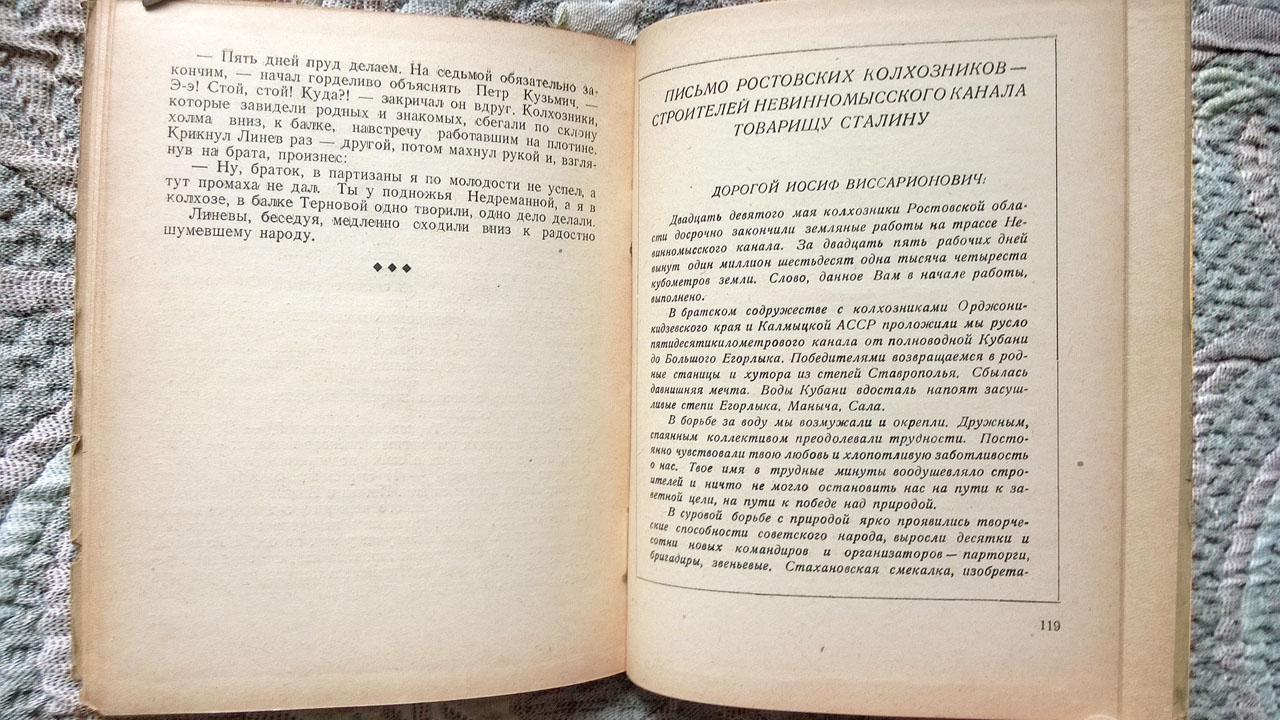 — Пять дней пруд делаем. На седьмой обязательно за-
кончим, — начал горделиво объяснять Петр Кузьмич, —
Э-э! Стой, стой! Куда?! — закричал он вдруг. Колхозники,
которые завидели родных и знакомых, сбегали по склону
холма вниз, к балке, навстречу работавшим на плотине.
Крикнул Линев раз — другой, потом махнул рукой и, взгля-
нув на брата, произнес:
— Ну, браток, в партизаны я по молодости не успел, а
тут промаха не дал. Ты у подножья Недреманной, а я в
колхозе, в балке Терновой одно творили, одно дело делали.
Линевы, беседуя, медленно сходили вниз к радостно
шумевшему народу.
ПИСЬМО РОСТОВСКИХ КОЛХОЗНИКОВ —
СТРОИТЕЛЕЙ НЕВИННОМЫССКОГО КАНАЛА
ТОВАРИЩУ СТАЛИНУ
ДОРОГОЙ ИОСИФ ВИССАРИОНОВИЧ:
Двадцать девятого мая колхозники Ростовской обла-
сти досрочно закончили земляные работы на трассе Не-
винномысского канала. За двадцать пять рабочих дней
вынут один миллион шестьдесят одна тысяча четыреста
кубометров земли. Слово, данное Вам в начале работы,
выполнено.
В братском содружестве с колхозниками Орджони-
кидзевского края и Калмыцкой АССР проложили мы русло
пятидесятикилометрового канала от полноводной Кубани
до Большого Егорлыка. Победителями возвращаемся в род-
ные станицы и хутора из степей Ставрополья. Сбылась
давнишняя мечта. Воды Кубани вдосталь напоят засуш-
ливые степи Егорлыка, Маныча, Сала.
В борьбе за воду мы возмужали и окрепли. Дружным,
спаянным коллективом преодолевали трудности. Посто-
янно чувствовали твою любовь и хлопотливую заботливость
о нас. Твое имя в трудные минуты воодушевляло стро-
ителей и ничто не могло остановить нас на пути к за-
ветной цели, на пути к победе над природой.
В суровой борьбе с природой ярко проявились творче-
ские способности советского народа, выросли десятки и
сотни новых командиров и организаторов — парторги,
бригадиры, звеньевые. Стахановская смекалка, изобрета-
119